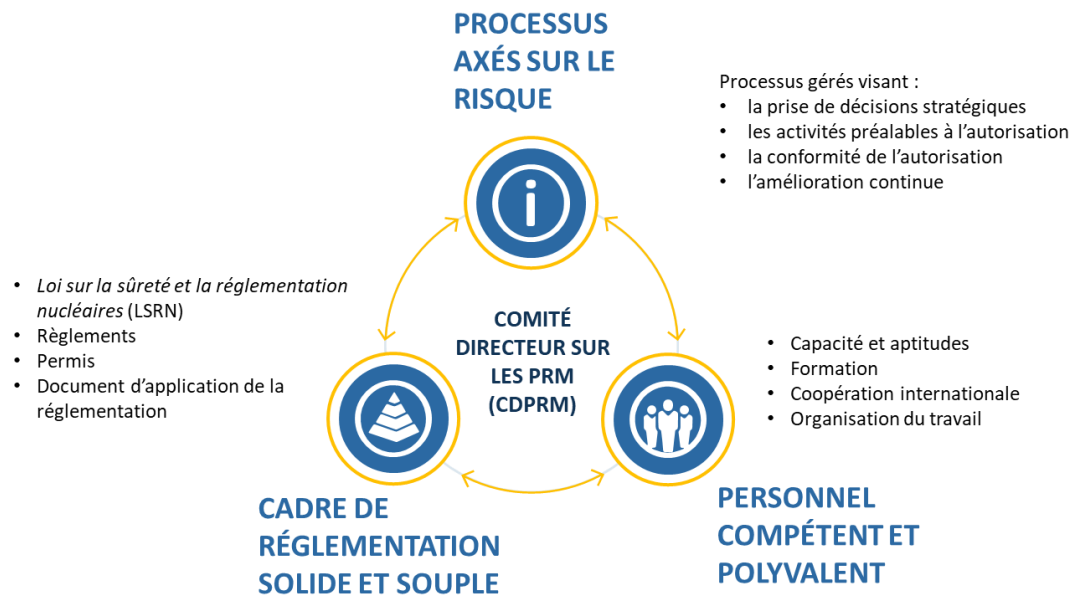 PROCESSUS
AXÉS SUR LE
RISQUE
Processus gérés visant :
• la prise de décisions stratégiques
• les activités préalables à l’autorisation
• la conformité de l’autorisation
• l’amélioration continue
• Loi sur la sûreté et la réglementation
nucléaires (LSRN)
• Règlements
• Permis
• Document d’application de la
réglementation
COMITÉ
DIRECTEUR SUR
LES PRM
(CDPRM)
• Capacité et aptitudes
• Formation
• Coopération internationale
• Organisation du travail
CADRE DE
RÉGLEMENTATION
SOLIDE ET SOUPLE
PERSONNEL
COMPÉTENT ET
POLYVALENT